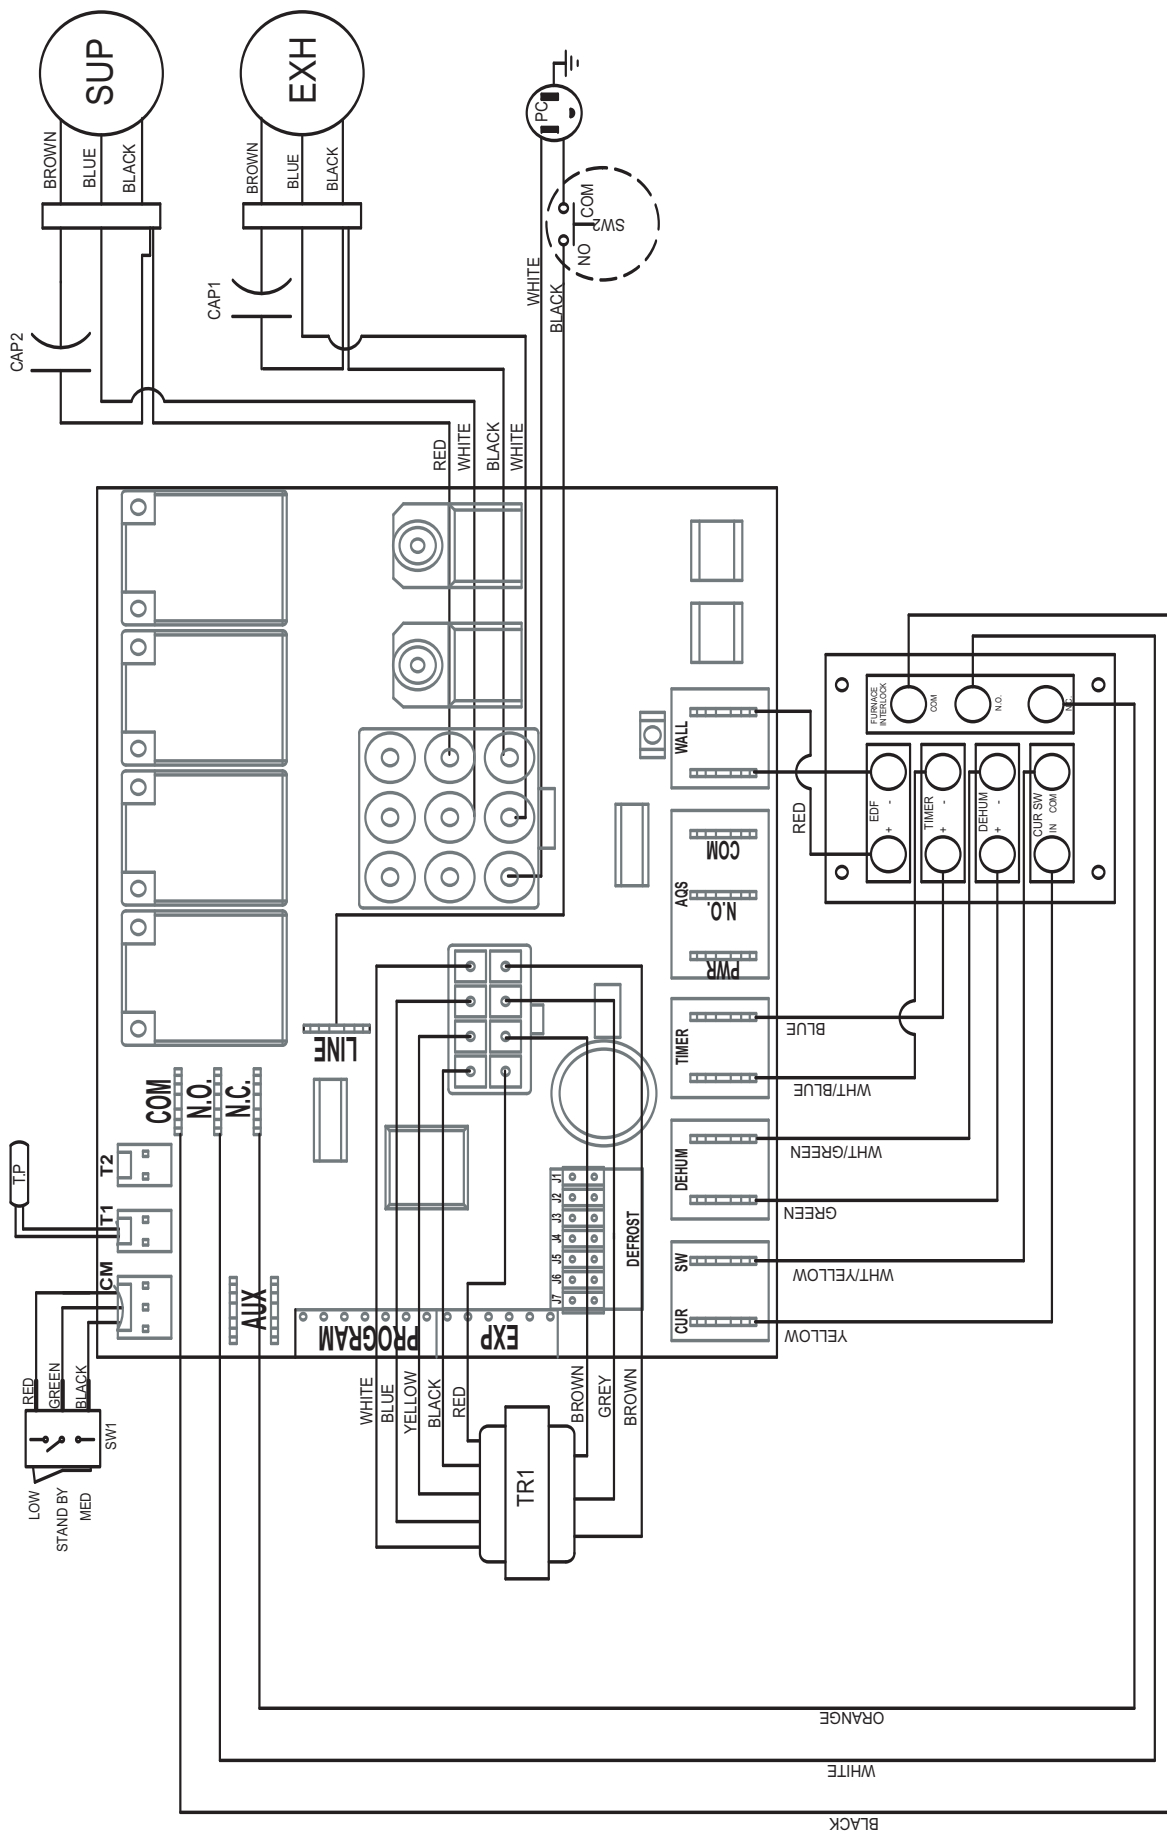 SUP
EXH
BROWN
BLUE
BLACK
BROWN
BLUE
BLACK
PC
COM
SW2
NO
CAP2
CAP1
WHITE
BLACK
RED
WHITE
BLACK
WHITE
T.P
T2
T1
CM
COM
N.O.
N.C.
AUX
LINE
PROGRAM
EXP
J1
J2
J3
J4
J5
J6
J7
DEFROST
WALL
AQS
COM
N.O.
PWR
TIMER
DEHUM
CUR
SW
RED
GREEN
BLACK
SW1
LOW
STAND BY
MED
WHITE
BLUE
YELLOW
BLACK
RED
TR1
BROWN
GREY
BROWN
RED
BLUE
WHT/BLUE
WHT/GREEN
GREEN
WHT/YELLOW
YELLOW
FURNACE
INTERLOCK
COM
N.O.
N.C.
EDF
+ -
TIMER
+ -
DEHUM
+ -
CUR SW
IN COM
ORANGE
WHITE
BLACK